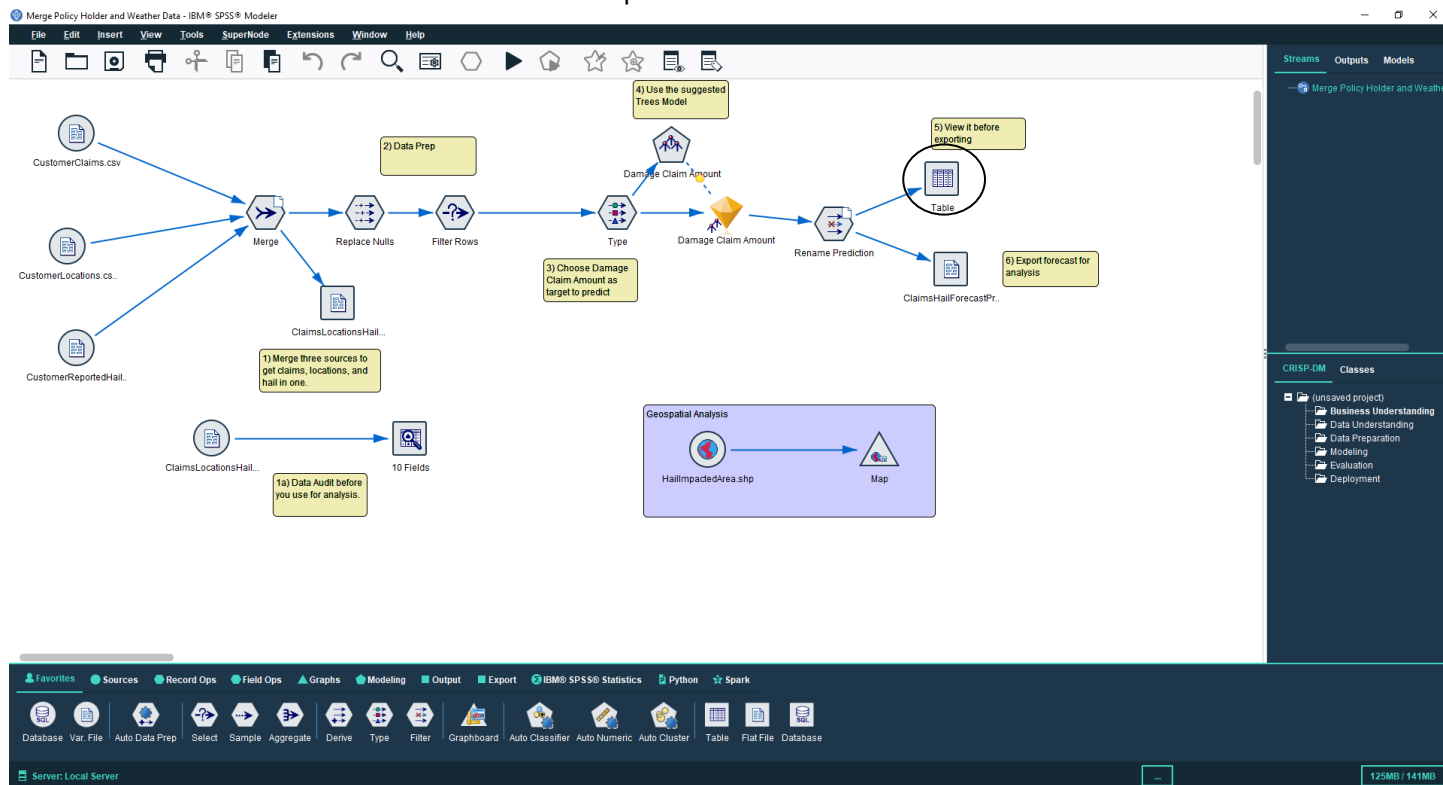 Merge Policy Holder and Weather Data - IBM® SPSS® Modeler
File Edit Insert View Tools SuperNode Extensions Window Help
Streams Outputs Models
Merge Policy Holder and Weathe
4) Use the suggested
Trees Model
5) View it before
exporting
2) Data Prep
CustomerClaims.csv
Damage Claim Amount
Table
Merge
Replace Nulls
Filter Rows
Type
Damage Claim Amount
Rename Prediction
CustomerLocations.cs..
3) Choose Damage
Claim Amount as
target to predict
6) Export forecast for
analysis
ClaimsHailForecastPr..
ClaimsLocationsHail...
CustomerReportedHail..
1) Merge three sources to
get claims, locations, and
hail in one.
CRISP-DM Classes
(unsaved project)
Business Understanding
Data Understanding
Data Preparation
Modeling
Evaluation
Deployment
Geospatial Analysis
ClaimsLocationsHail...
10 Fields
HailImpactedArea.shp
Map
1a) Data Audit before
you use for analysis.
Favorites Sources Record Ops Field Ops Graphs Modeling Output Export IBM® SPSS® Statistics Python Spark
SQL
SQL
Database Var. File Auto Data Prep Select Sample Aggregate Derive Type Filter Graphboard Auto Classifier Auto Numeric Auto Cluster Table Flat File Database
Server: Local Server
...
125MB / 141MB